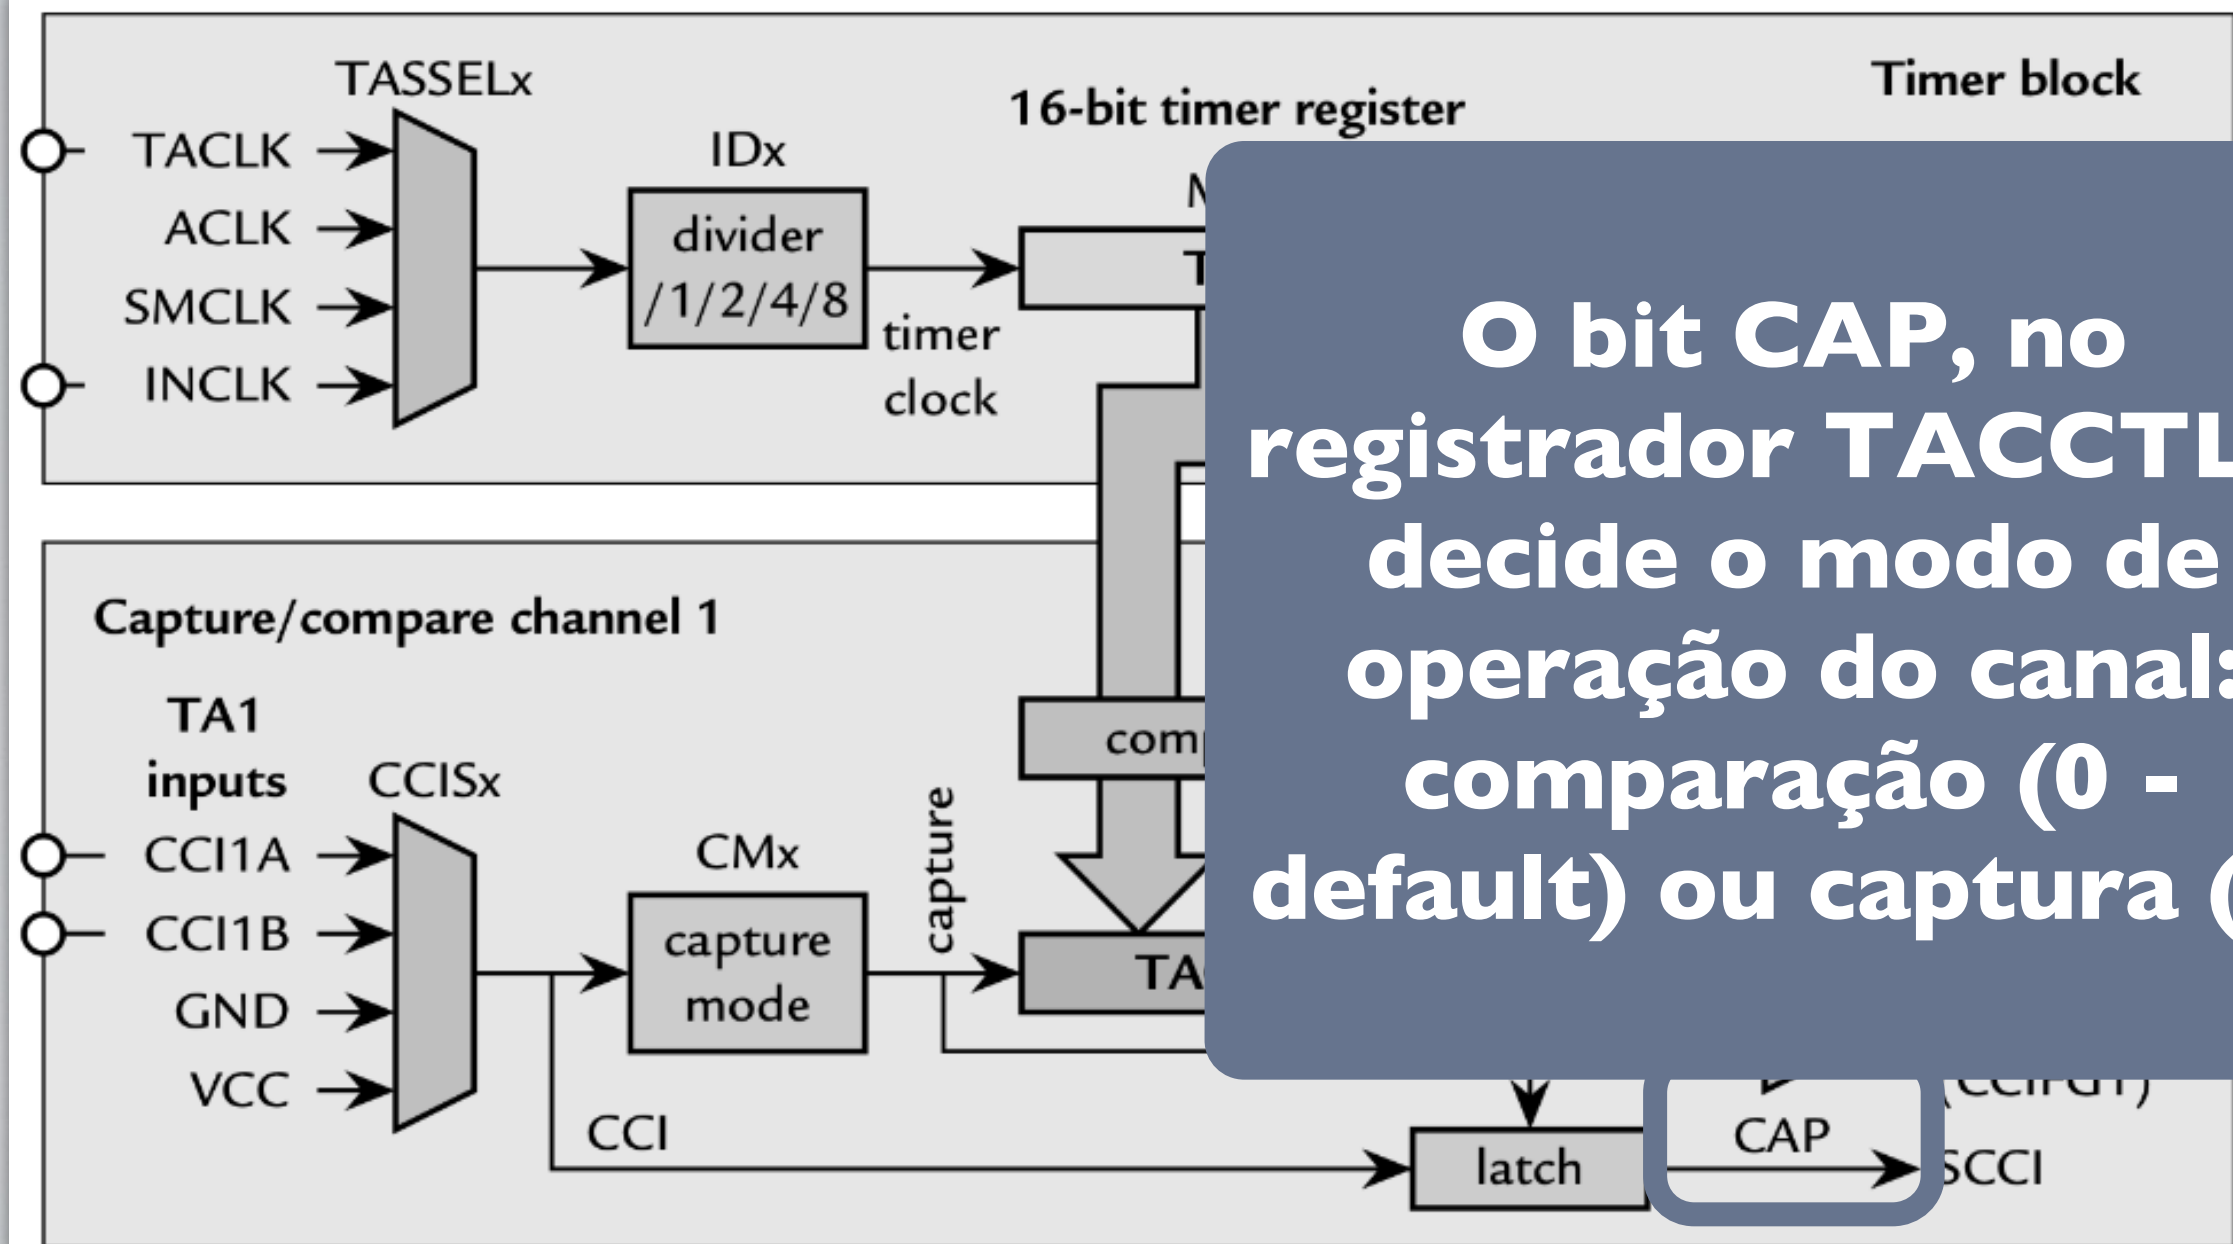 TASSELx
Timer block
16-bit timer register
TACLK
IDx
ACLK
divider
SMCLK
/1/2/4/8
timer
INCLK
clock
O bit CAP, no
registrador TACCTL
decide o modo de
operação do canal:
comparação (0 -
default) ou captura (
Capture/compare channel 1
TA1
inputs
CCISx
CCI1A
CMx
capture
CCI1B
capture
GND
mode
VCC
CCI
CAP
latch
SCCI